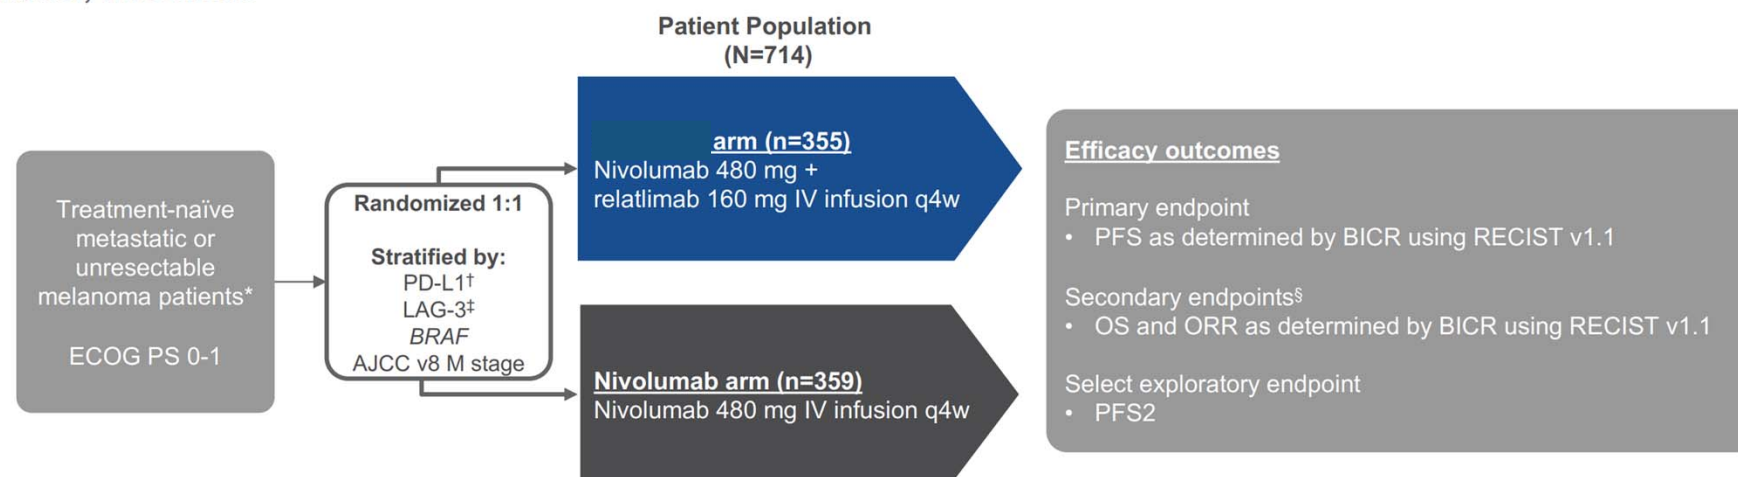 Patient Population
(N=714)
Treatment-naïve
metastatic or
unresectable
melanoma patients*
ECOG PS 0-1
Randomized 1:1
Stratified by:
PD-L1†
LAG-3‡
BRAF
AJCC v8 M stage
arm (n=355)
Nivolumab 480 mg +
relatlimab 160 mg IV infusion q4w
Nivolumab arm (n=359)
Nivolumab 480 mg IV infusion q4w
Efficacy outcomes
Primary endpoint
• PFS as determined by BICR using RECIST v1.1
Secondary endpoints§
• OS and ORR as determined by BICR using RECIST v1.1
Select exploratory endpoint
• PFS2